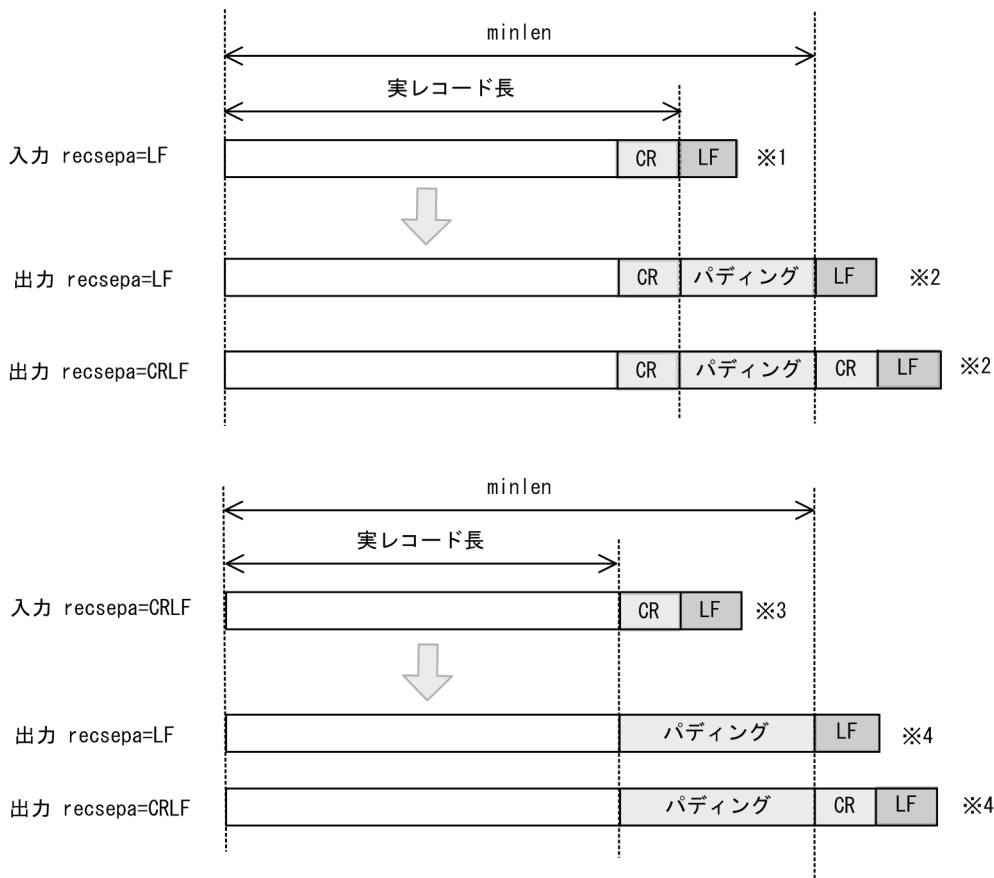 minlen
実レコード長
入力 recsepa=LF CR LF ※1
出力 recsepa=LF CR パディング LF ※2
出力 recsepa=CRLF CR パディング CR LF ※2
minlen
実レコード長
入力 recsepa=CRLF CR LF ※3
出力 recsepa=LF パディング LF ※4
出力 recsepa=CRLF パディング CR LF ※4